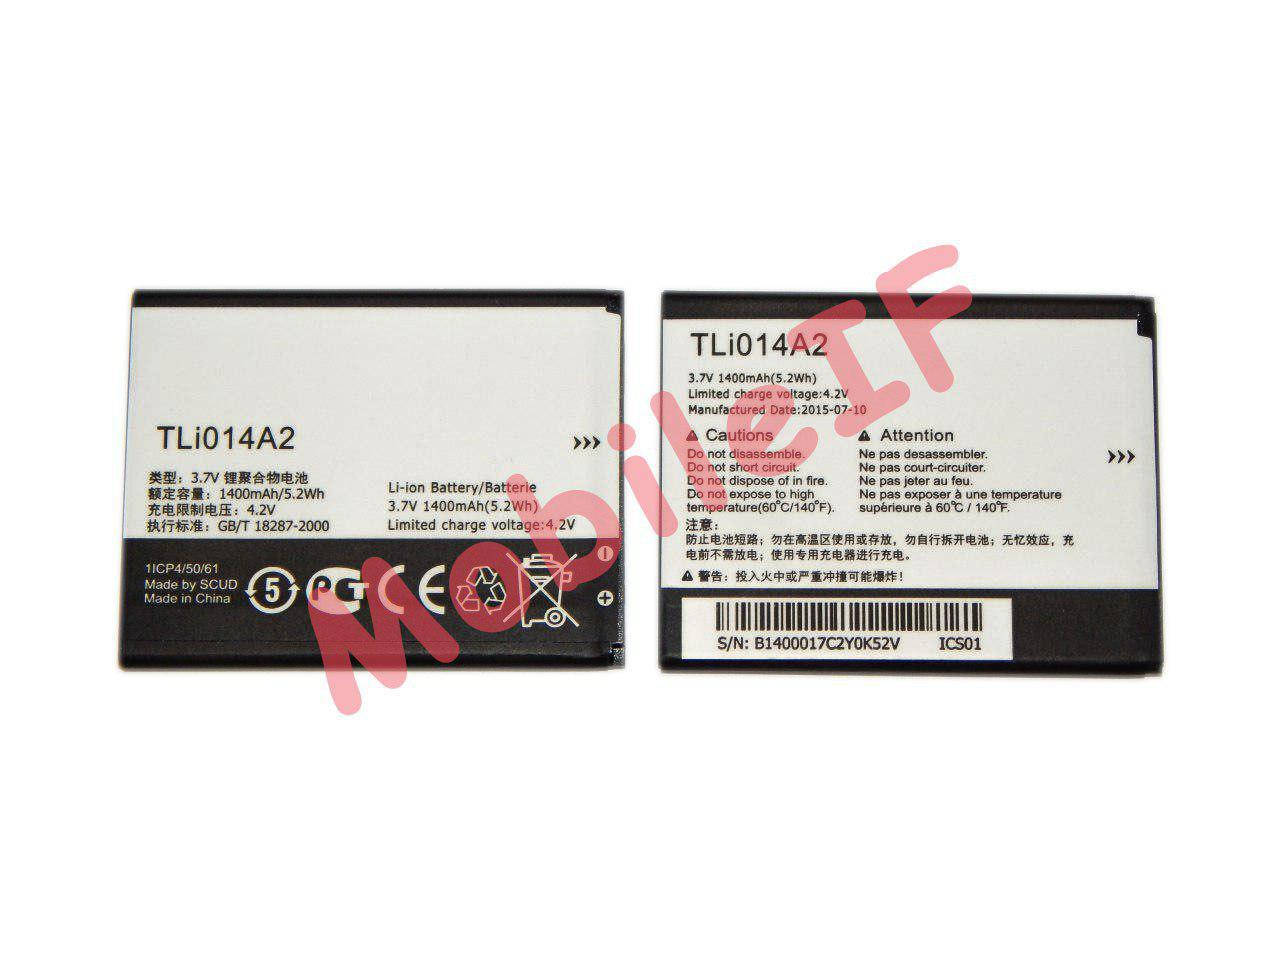 TLi014A2
>>>
类型: 3.7V 锂聚合物电池
额定容量: 1400mAh/5.2Wh
充电限制电压: 4.2V
执行标准: GB/T 18287-2000
Li-ion Battery/Batterie
3.7V 1400mAh(5.2Wh)
Limited charge voltage:4.2V
1ICP4/50/61
Made by SCUD
Made in China
5
PG
CE
TLi014A2
3.7V 1400mAh(5.2Wh)
Limited charge voltage:4.2V
Manufactured Date:2015-07-10
Cautions
Do not disassemble.
Do not short circuit.
Do not dispose of in fire.
Do not expose to high
temperature(60°C/140°F).
Attention
Ne pas desassembler.
Ne pas court-circuiter.
Ne pas jeter au feu.
Ne pas exposer à une temperature
supérieure à 60°C / 140°F.
>>>
注意:
防止电池短路; 勿在高温区使用或存放, 勿自行拆开电池; 无忆效应, 充
电前不需放电; 使用专用充电器进行充电。
警告: 投入火中或严重冲撞可能爆炸!
S/N: B1400017C2Y0K52V ICS01
MobileIF